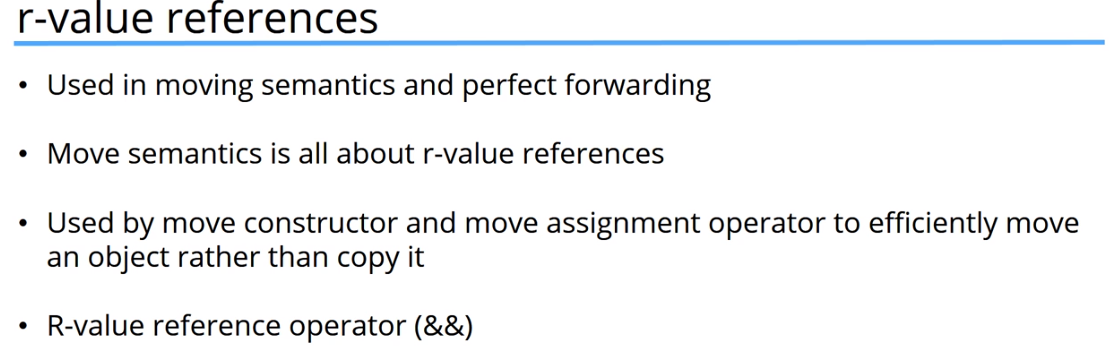 r-value references
• Used in moving semantics and perfect forwarding
• Move semantics is all about r-value references
• Used by move constructor and move assignment operator to efficiently move
an object rather than copy it
• R-value reference operator (&&)